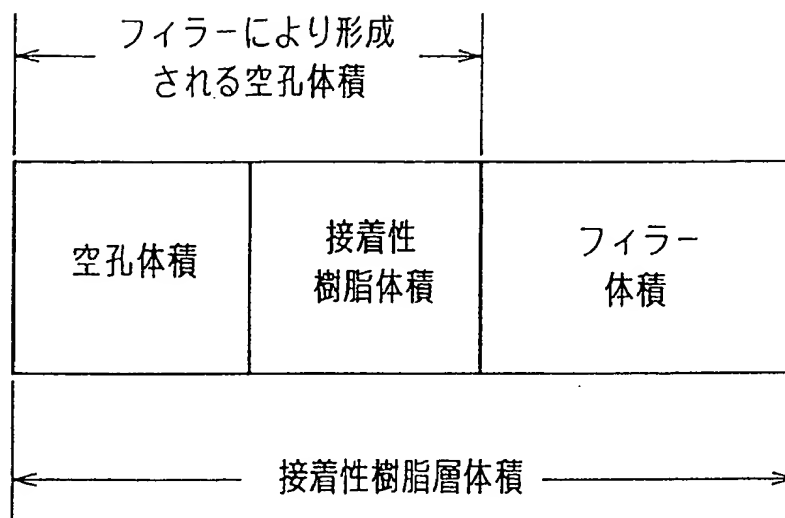 フィラーにより形成
される空孔体積
空孔体積
接着性
樹脂体積
フィラー
体積
接着性樹脂層体積